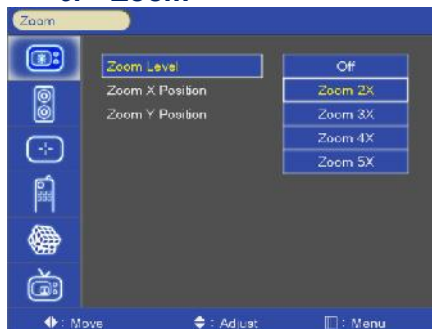 Zoom
Zoom Level Off
Zoom X Position Zoom 2X
Zoom Y Position Zoom 3X
Zoom 4X
Zoom 5X
: Move : Adjust : Menu